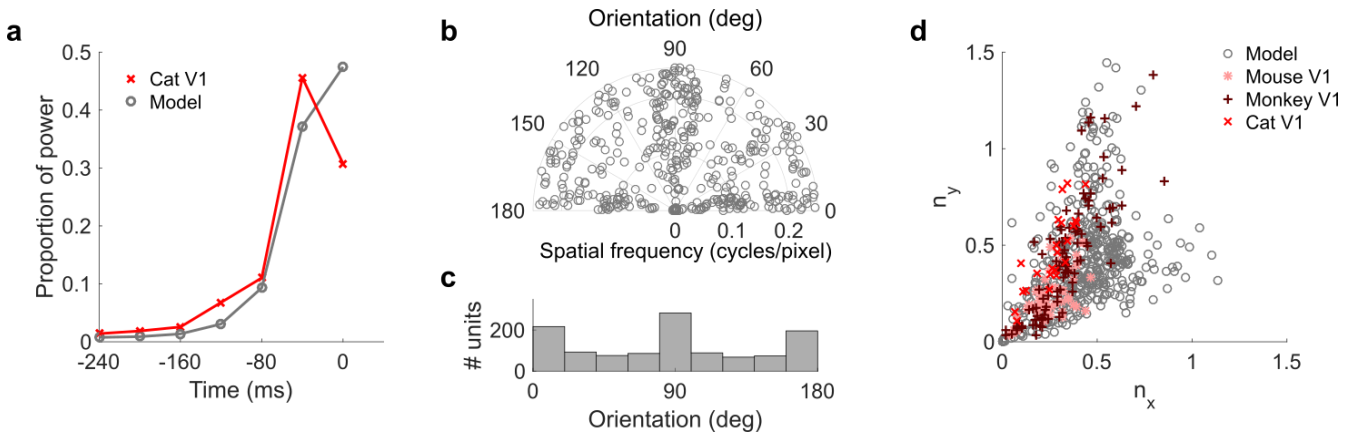 a
0.5
0.4
0.3
0.2
0.1
0
Proportion of power
Cat V1
Model
-240
-160
-80
0
Time (ms)
b
Orientation (deg)
90
120
60
150
30
180
0
0
0.1
0.2
Spatial frequency (cycles/pixel)
c
200
0
# units
0
90
180
Orientation (deg)
d
1.5
1
0.5
0
n_y
Model
Mouse V1
Monkey V1
Cat V1
0
0.5
1
1.5
n_x